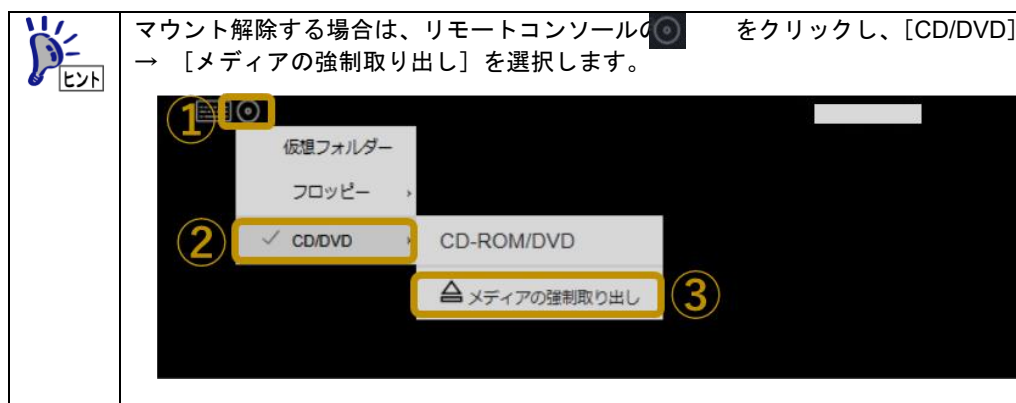 マウント解除する場合は、リモートコンソールの をクリックし、[CD/DVD]
→ [メディアの強制取り出し] を選択します。
ヒント
①
仮想フォルダー
フロッピー
② ✓ CD/DVD
CD-ROM/DVD
メディアの強制取り出し ③